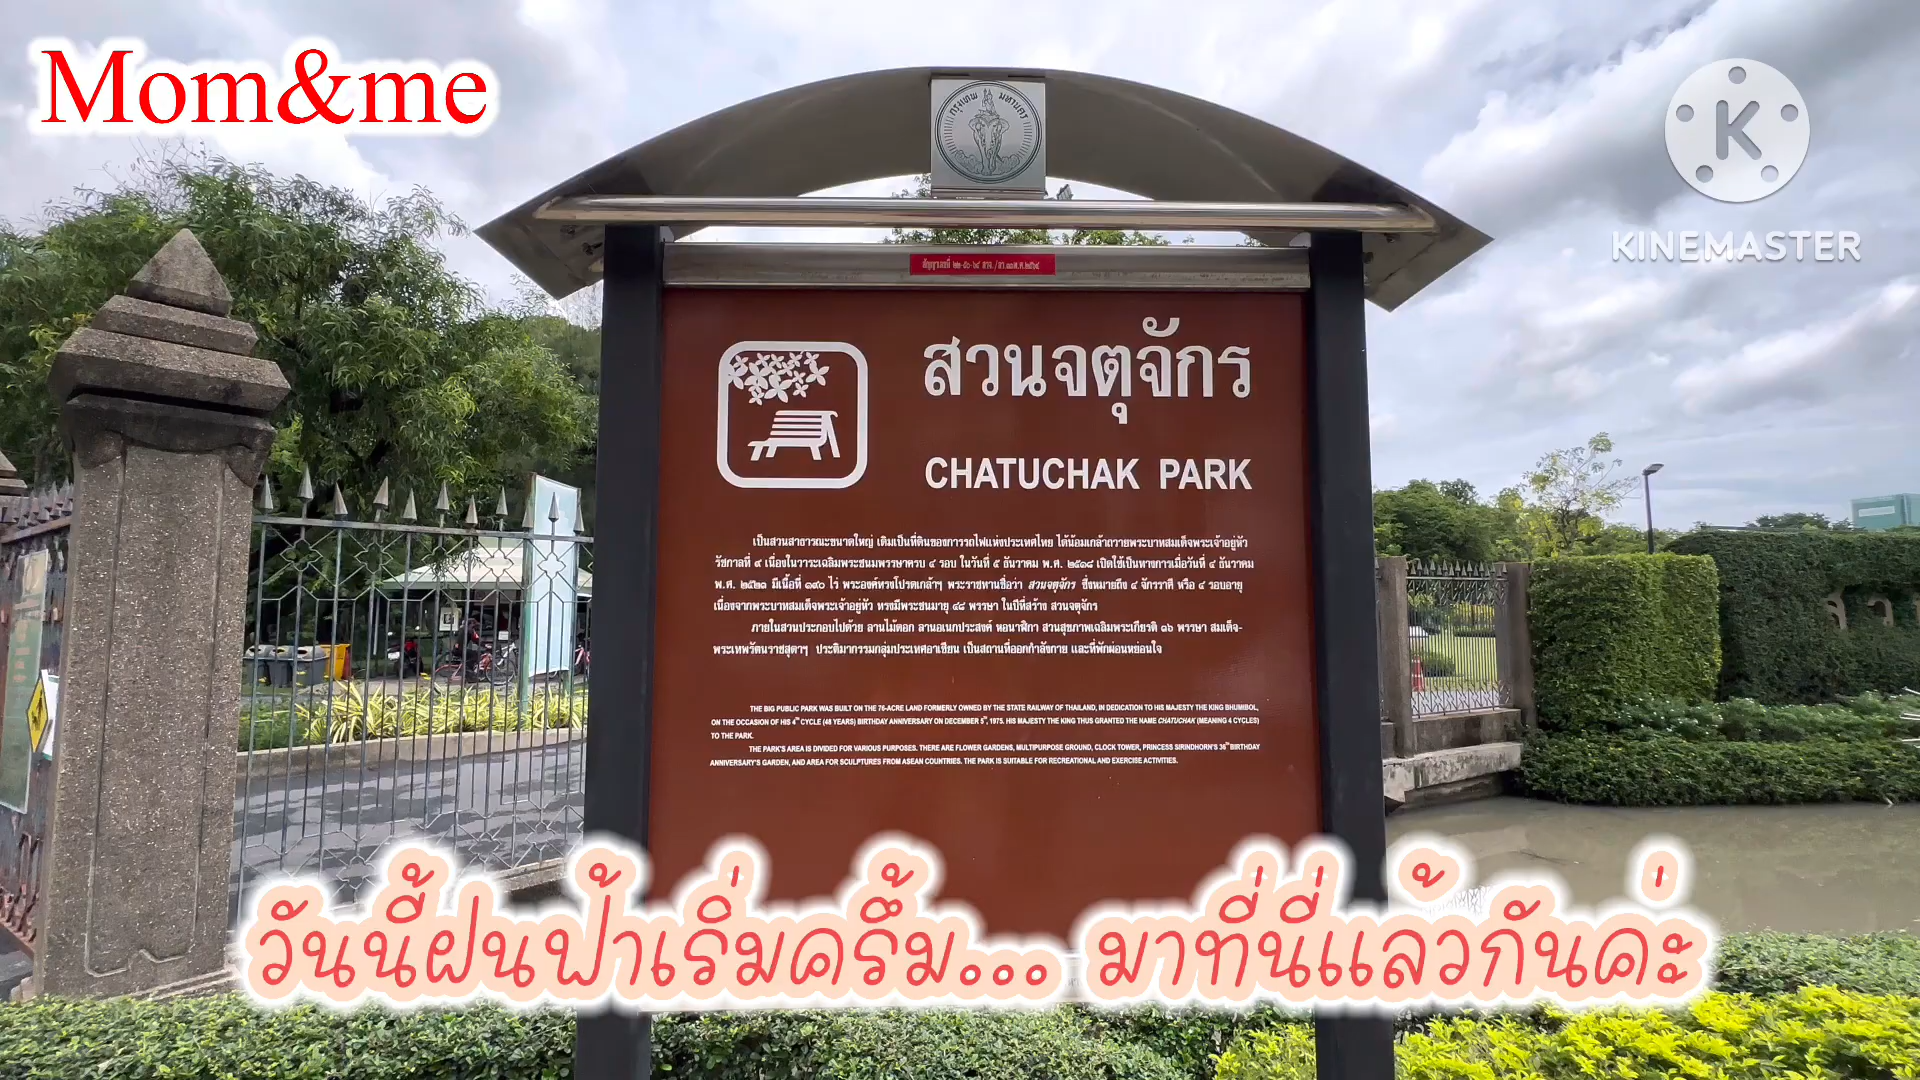 Mom&me
กรุงเทพ มหานคร
K
KINEMASTER
สวนจตุจักร
CHATUCHAK PARK
เป็นสวนสาธารณะขนาดใหญ่ เดิมเป็นที่ดินของการรถไฟแห่งประเทศไทย ได้น้อมเกล้าถวายพระบาทสมเด็จพระเจ้าอยู่หัว
รัชกาลที่ ๙ เนื่องในวาระเฉลิมพระชนมพรรษาครบ ๔ รอบ ในวันที่ ๕ ธันวาคม พ.ศ. ๒๕๑๘ เปิดใช้เป็นทางการเมื่อวันที่ ๔ ธันวาคม
พ.ศ. ๒๕๒๓ มีเนื้อที่ ๑๙๐ ไร่ พระองค์ทรงโปรดเกล้าฯ พระราชทานชื่อว่า สวนจตุจักร ซึ่งหมายถึง ๔ จักรราศี หรือ ๔ รอบอายุ
เนื่องจากพระบาทสมเด็จพระเจ้าอยู่หัว ทรงมีพระชนมายุ ๔๘ พรรษา ในปีที่สร้าง สวนจตุจักร
ภายในสวนประกอบไปด้วย ลานไม้ดอก ลานอเนกประสงค์ หอนาฬิกา สวนสุขภาพเฉลิมพระเกียรติ ๓๖ พรรษา สมเด็จ-
พระเทพรัตนราชสุดาฯ ประติมากรรมกลุ่มประเทศอาเซียน เป็นสถานที่ออกกำลังกาย และที่พักผ่อนหย่อนใจ
THE BIG PUBLIC PARK WAS BUILT ON THE 76-ACRE LAND FORMERLY OWNED BY THE STATE RAILWAY OF THAILAND, IN DEDICATION TO HIS MAJESTY THE KING BHUMIBOL,
ON THE OCCASION OF HIS 4TH CYCLE (48 YEARS) BIRTHDAY ANNIVERSARY ON DECEMBER 5TH, 1975. HIS MAJESTY THE KING THUS GRANTED THE NAME CHATUCHAK (MEANING 4 CYCLES)
TO THE PARK.
THE PARK'S AREA IS DIVIDED FOR VARIOUS PURPOSES. THERE ARE FLOWER GARDENS, MULTIPURPOSE GROUND, CLOCK TOWER, PRINCESS SIRINDHORN'S 36TH BIRTHDAY
ANNIVERSARY'S GARDEN, AND AREA FOR SCULPTURES FROM ASEAN COUNTRIES. THE PARK IS SUITABLE FOR RECREATIONAL AND EXERCISE ACTIVITIES.
วันนี้ฝนฟ้าเริ่มครึ้ม... มาที่นี่แล้วกันค่ะ